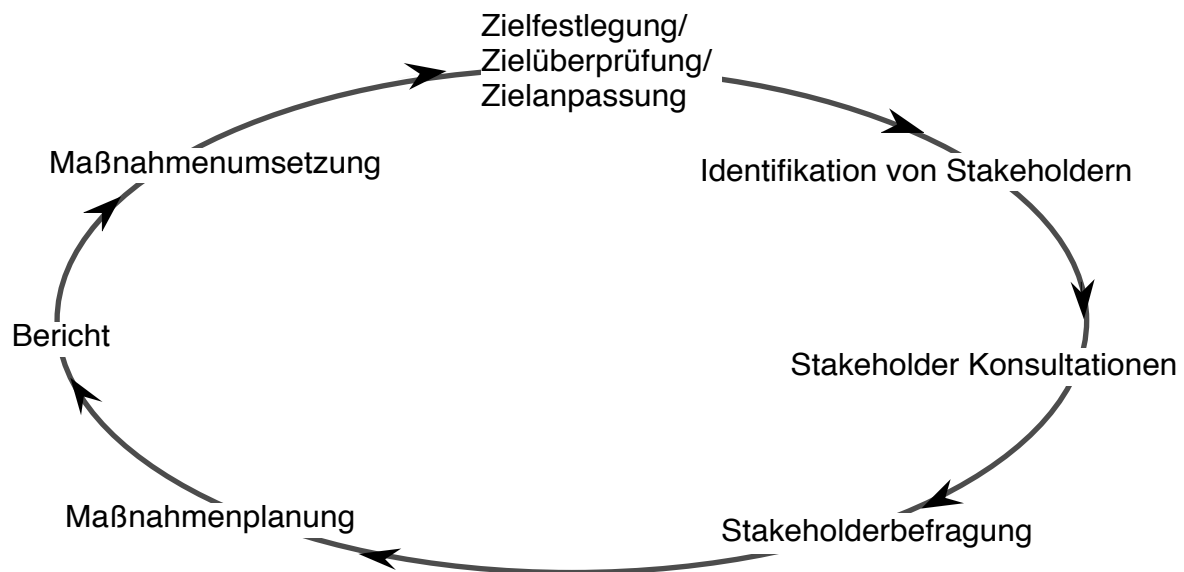 Zielfestlegung/
Zielüberprüfung/
Zielanpassung
Maßnahmenumsetzung
Identifikation von Stakeholdern
Bericht
Stakeholder Konsultationen
Maßnahmenplanung
Stakeholderbefragung